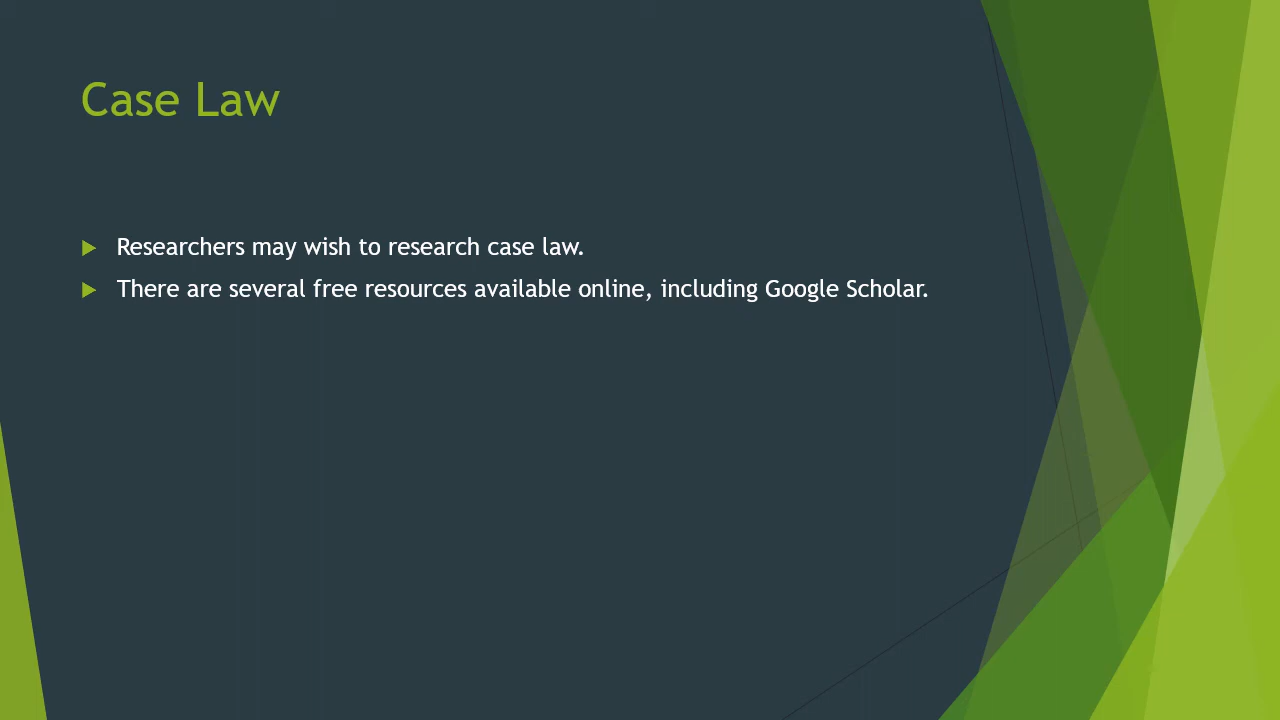 Case Law
Researchers may wish to research case law.
There are several free resources available online, including Google Scholar.